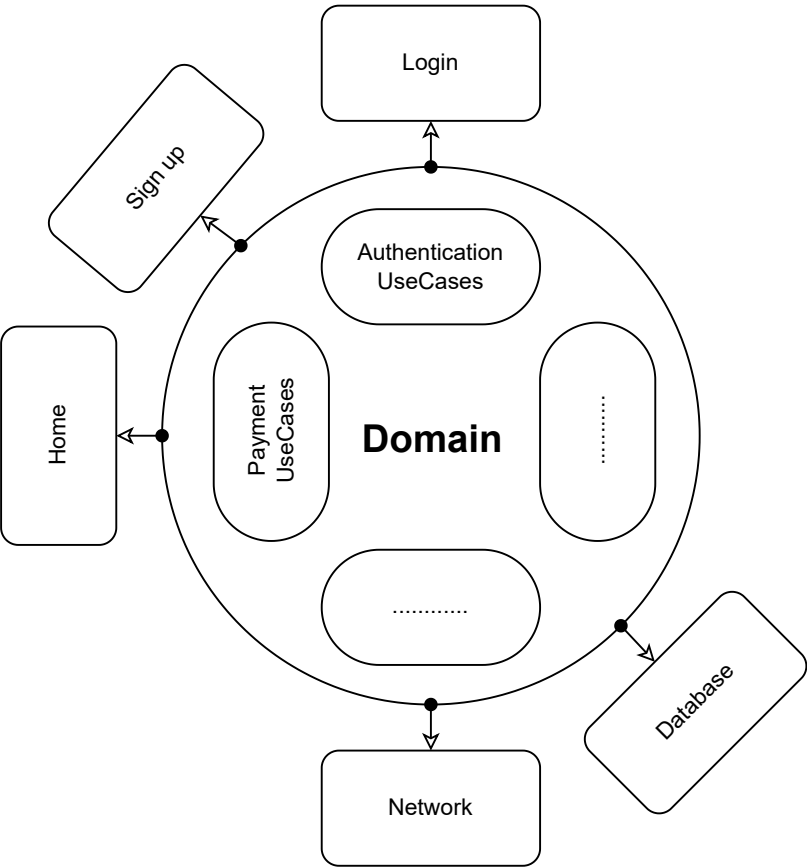 Login
Sign up
Authentication
UseCases
Home
Payment
UseCases
Domain
............
............
Database
Network